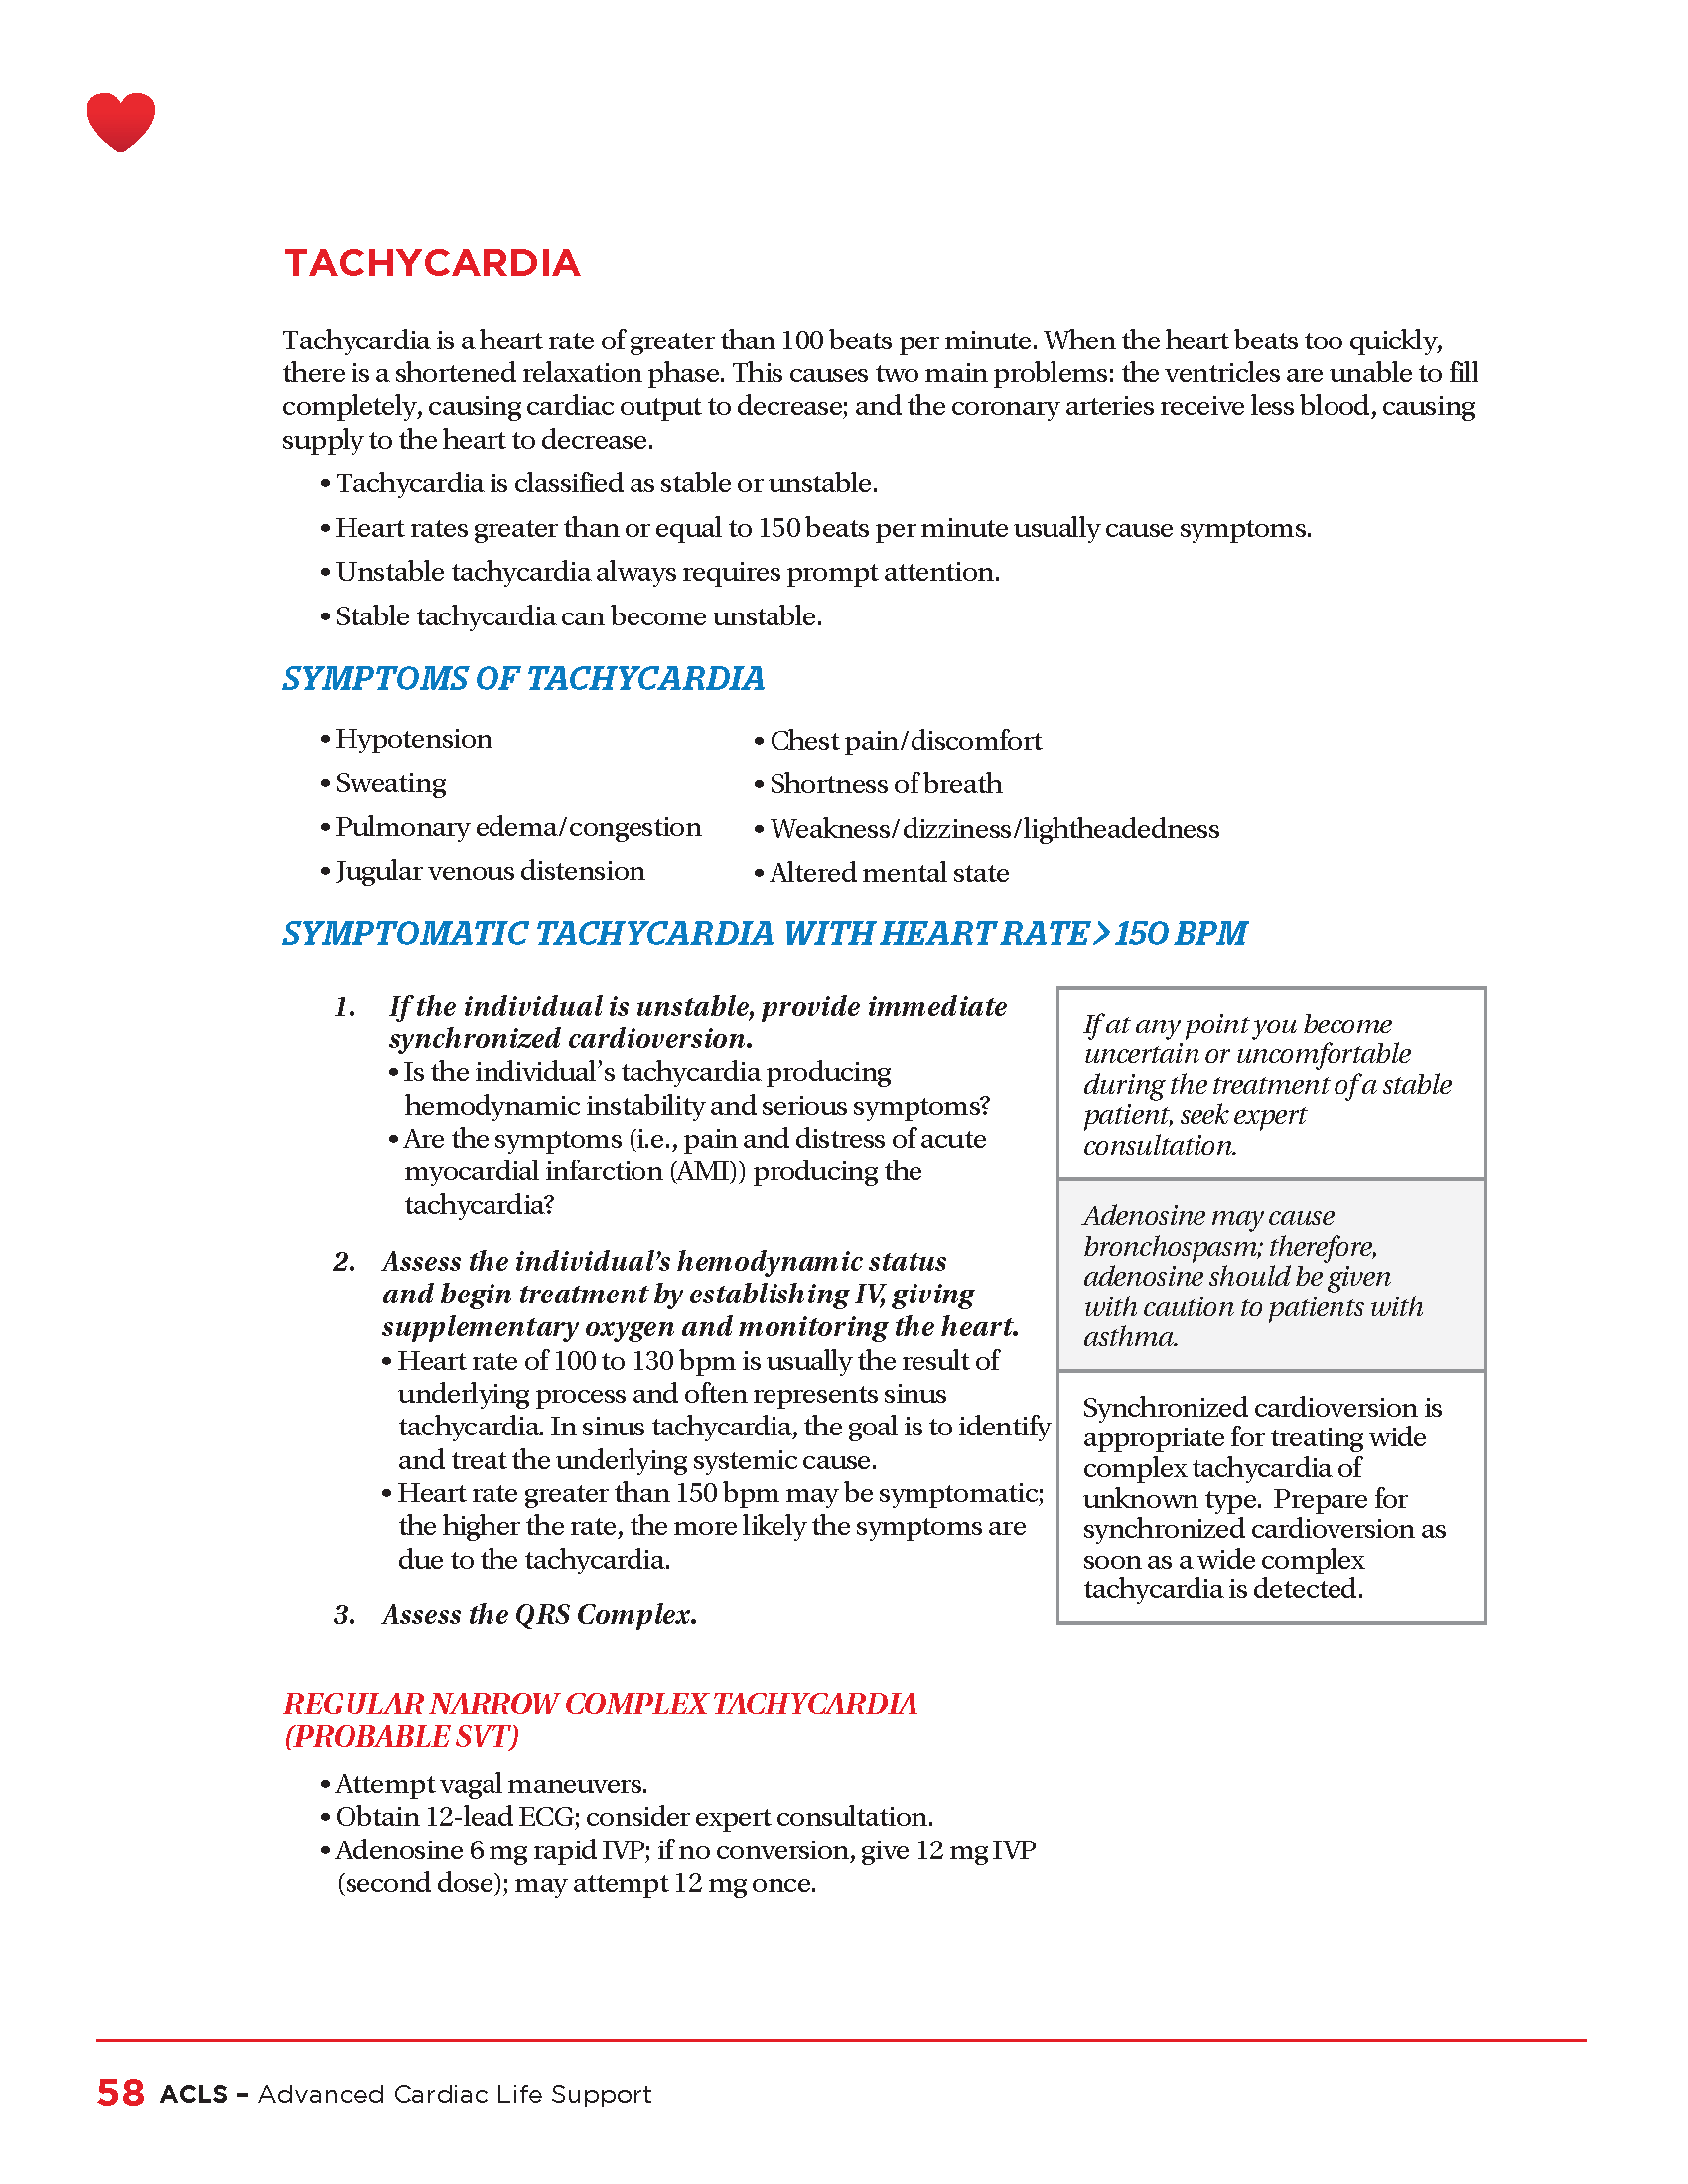 TACHYCARDIA
Tachycardia is a heart rate of greater than 100 beats per minute. When the heart beats too quickly,
there is a shortened relaxation phase. This causes two main problems: the ventricles are unable to fill
completely, causing cardiac output to decrease; and the coronary arteries receive less blood, causing
supply to the heart to decrease.
• Tachycardia is classified as stable or unstable.
• Heart rates greater than or equal to 150 beats per minute usually cause symptoms.
• Unstable tachycardia always requires prompt attention.
• Stable tachycardia can become unstable.
SYMPTOMS OF TACHYCARDIA
• Hypotension
• Sweating
• Pulmonary edema/congestion
• Jugular venous distension
• Chest pain/discomfort
• Shortness of breath
• Weakness/dizziness/lightheadedness
• Altered mental state
SYMPTOMATIC TACHYCARDIA WITH HEART RATE > 150 BPM
1. If the individual is unstable, provide immediate
synchronized cardioversion.
• Is the individual's tachycardia producing
hemodynamic instability and serious symptoms?
• Are the symptoms (i.e., pain and distress of acute
myocardial infarction (AMI)) producing the
tachycardia?
2. Assess the individual's hemodynamic status
and begin treatment by establishing IV, giving
supplementary oxygen and monitoring the heart.
• Heart rate of 100 to 130 bpm is usually the result of
underlying process and often represents sinus
tachycardia. In sinus tachycardia, the goal is to identify
and treat the underlying systemic cause.
• Heart rate greater than 150 bpm may be symptomatic;
the higher the rate, the more likely the symptoms are
due to the tachycardia.
3. Assess the QRS Complex.
If at any point you become
uncertain or uncomfortable
during the treatment of a stable
patient, seek expert
consultation.
Adenosine may cause
bronchospasm; therefore,
adenosine should be given
with caution to patients with
asthma.
Synchronized cardioversion is
appropriate for treating wide
complex tachycardia of
unknown type. Prepare for
synchronized cardioversion as
soon as a wide complex
tachycardia is detected.
REGULAR NARROW COMPLEX TACHYCARDIA
(PROBABLE SVT)
• Attempt vagal maneuvers.
• Obtain 12-lead ECG; consider expert consultation.
• Adenosine 6 mg rapid IVP; if no conversion, give 12 mg IVP
(second dose); may attempt 12 mg once.
58 ACLS – Advanced Cardiac Life Support